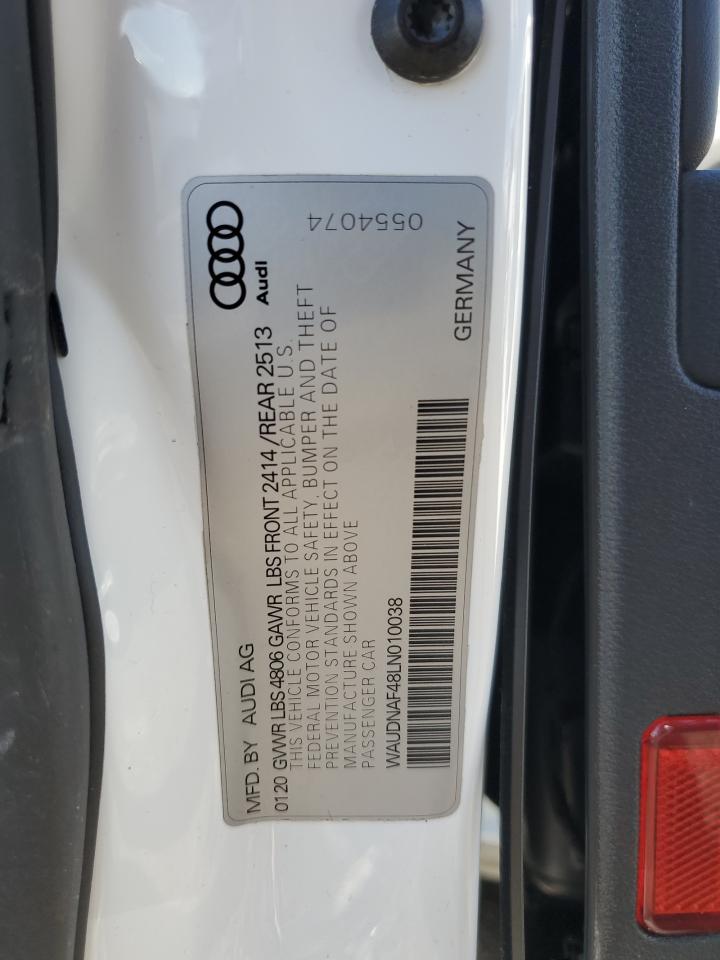 MFD. BY AUDI AG
Audi
0120 GVWR LBS 4806 GAWR LBS FRONT 2414 / REAR 2513
THIS VEHICLE CONFORMS TO ALL APPLICABLE U.S.
FEDERAL MOTOR VEHICLE SAFETY, BUMPER AND THEFT
PREVENTION STANDARDS IN EFFECT ON THE DATE OF
MANUFACTURE SHOWN ABOVE
PASSENGER CAR
0554074
WAUDNAF48LN010038
GERMANY